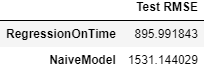 Test RMSE
RegressionOnTime 895.991843
NaiveModel 1531.144029